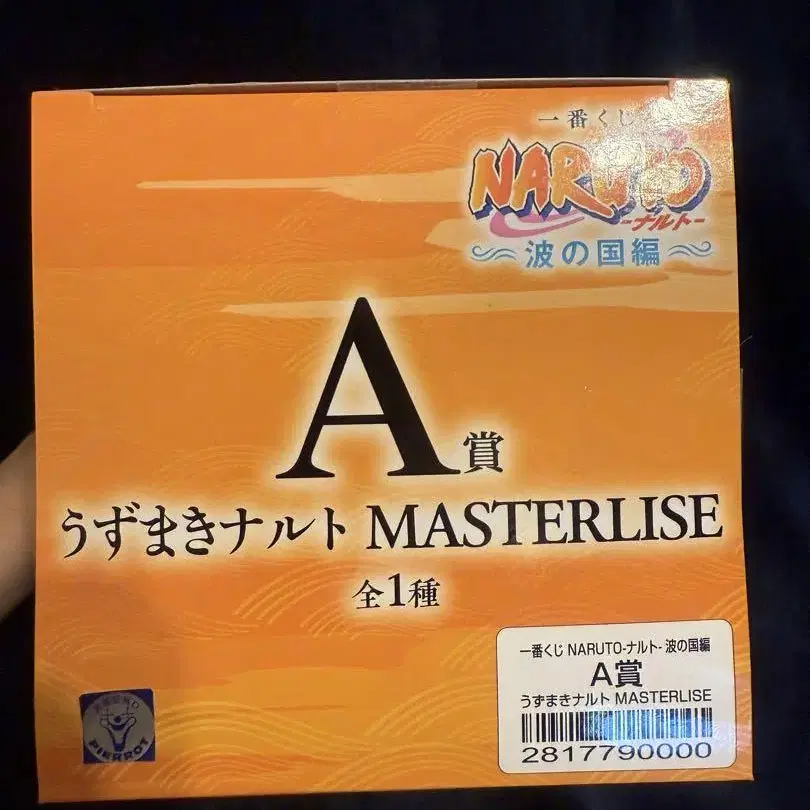 一番くじ
NARUTO
-ナルト-
波の国編
A賞
うずまきナルト MASTERLISE
全1種
一番くじ NARUTO-ナルト- 波の国編
A賞
うずまきナルト MASTERLISE
2817790000
PIERROT